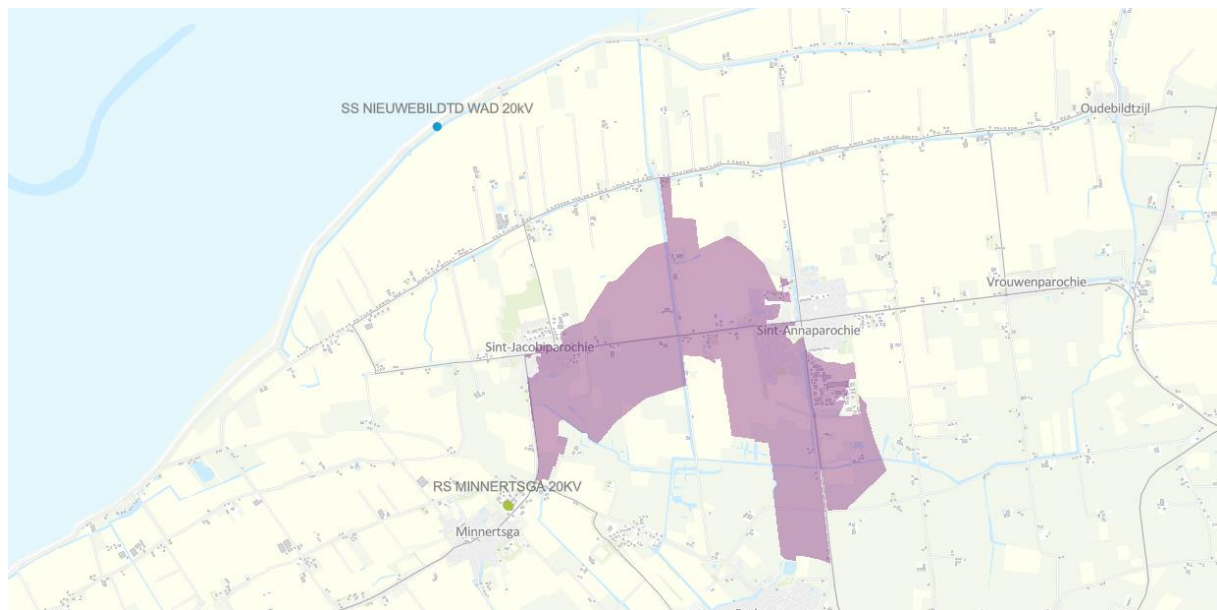 SS NIEUWEBILDTD WAD 20kV
Oudebildtzijl
Vrouwenparochie
Sint-Annaparochie
Sint-Jacobiparochie
RS MINNERTSGA 20KV
Minnertsga